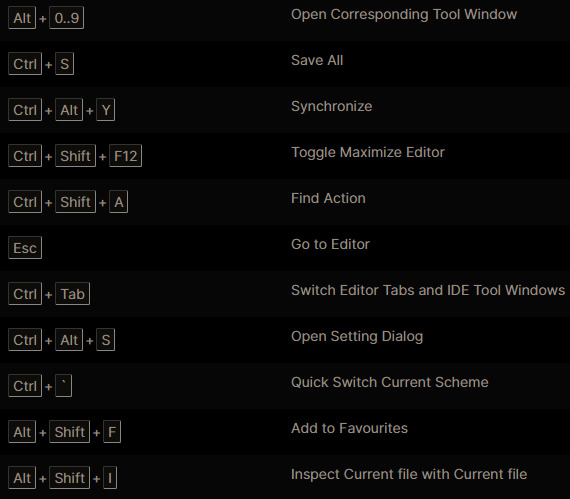 Alt + 0..9 Open Corresponding Tool Window
Ctrl + S Save All
Ctrl + Alt + Y Synchronize
Ctrl + Shift + F12 Toggle Maximize Editor
Ctrl + Shift + A Find Action
Esc Go to Editor
Ctrl + Tab Switch Editor Tabs and IDE Tool Windows
Ctrl + Alt + S Open Setting Dialog
Ctrl + ` Quick Switch Current Scheme
Alt + Shift + F Add to Favourites
Alt + Shift + I Inspect Current file with Current file